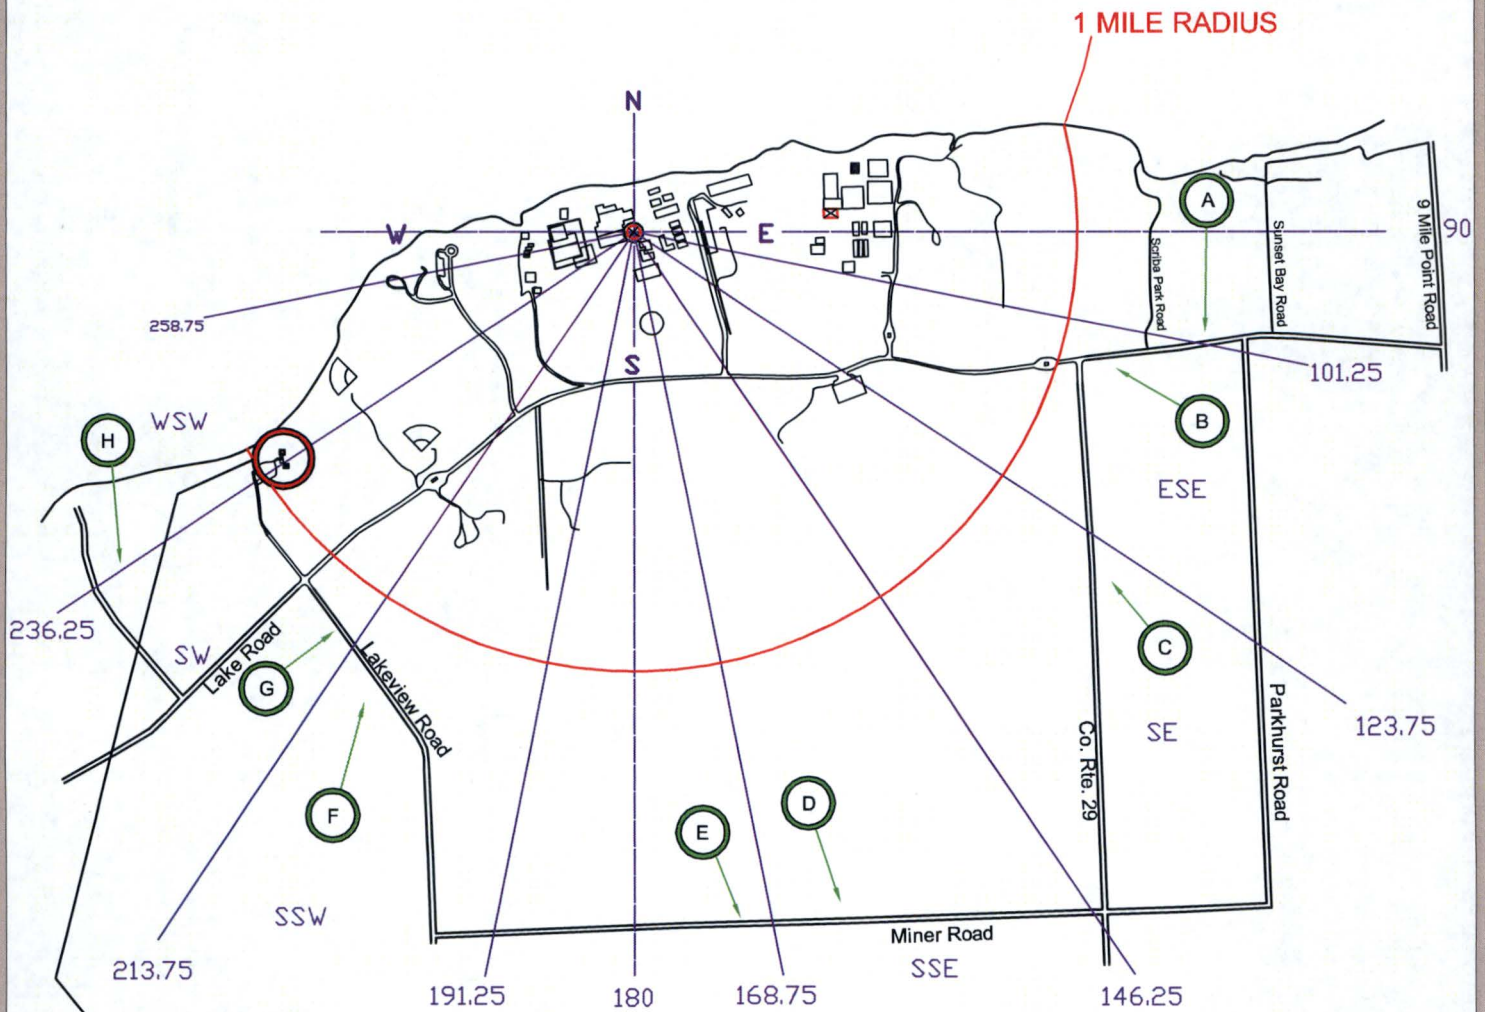 1 MILE RADIUS
N
A
W
E
90
Scriba Park Road
Sunset Bay Road
9 Mile Point Road
258.75
S
101.25
H
WSW
B
ESE
236.25
SW
Lake Road
G
Lakeview Road
C
SE
Co. Rte. 29
Parkhurst Road
123.75
F
E
D
SSW
Miner Road
SSE
213.75
191.25
180
168.75
146.25